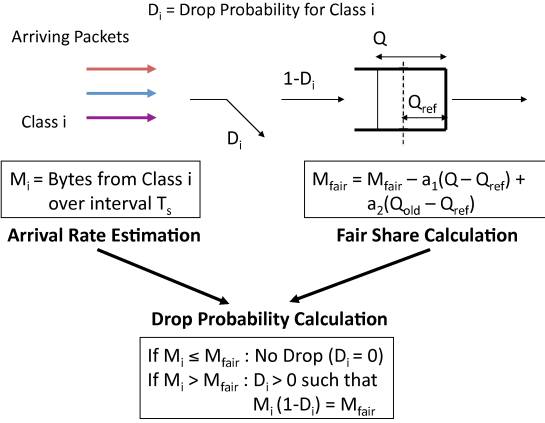 Dᵢ = Drop Probability for Class i
Arriving Packets
Class i
Dᵢ
1-Dᵢ
Q
Q_ref
Mᵢ = Bytes from Class i
over interval Tₛ
Arrival Rate Estimation
M_fair = M_fair – a₁(Q – Q_ref) +
a₂(Q_old – Q_ref)
Fair Share Calculation
Drop Probability Calculation
If Mᵢ ≤ M_fair : No Drop (Dᵢ = 0)
If Mᵢ > M_fair : Dᵢ > 0 such that
Mᵢ (1-Dᵢ) = M_fair